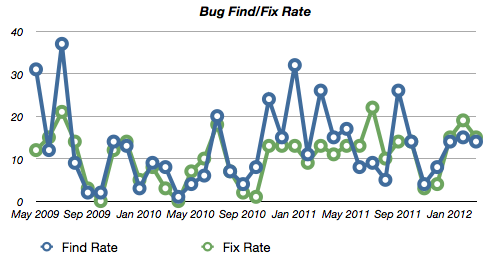 Bug Find/Fix Rate
40
30
20
10
0
May 2009 Sep 2009 Jan 2010 May 2010 Sep 2010 Jan 2011 May 2011 Sep 2011 Jan 2012
Find Rate Fix Rate